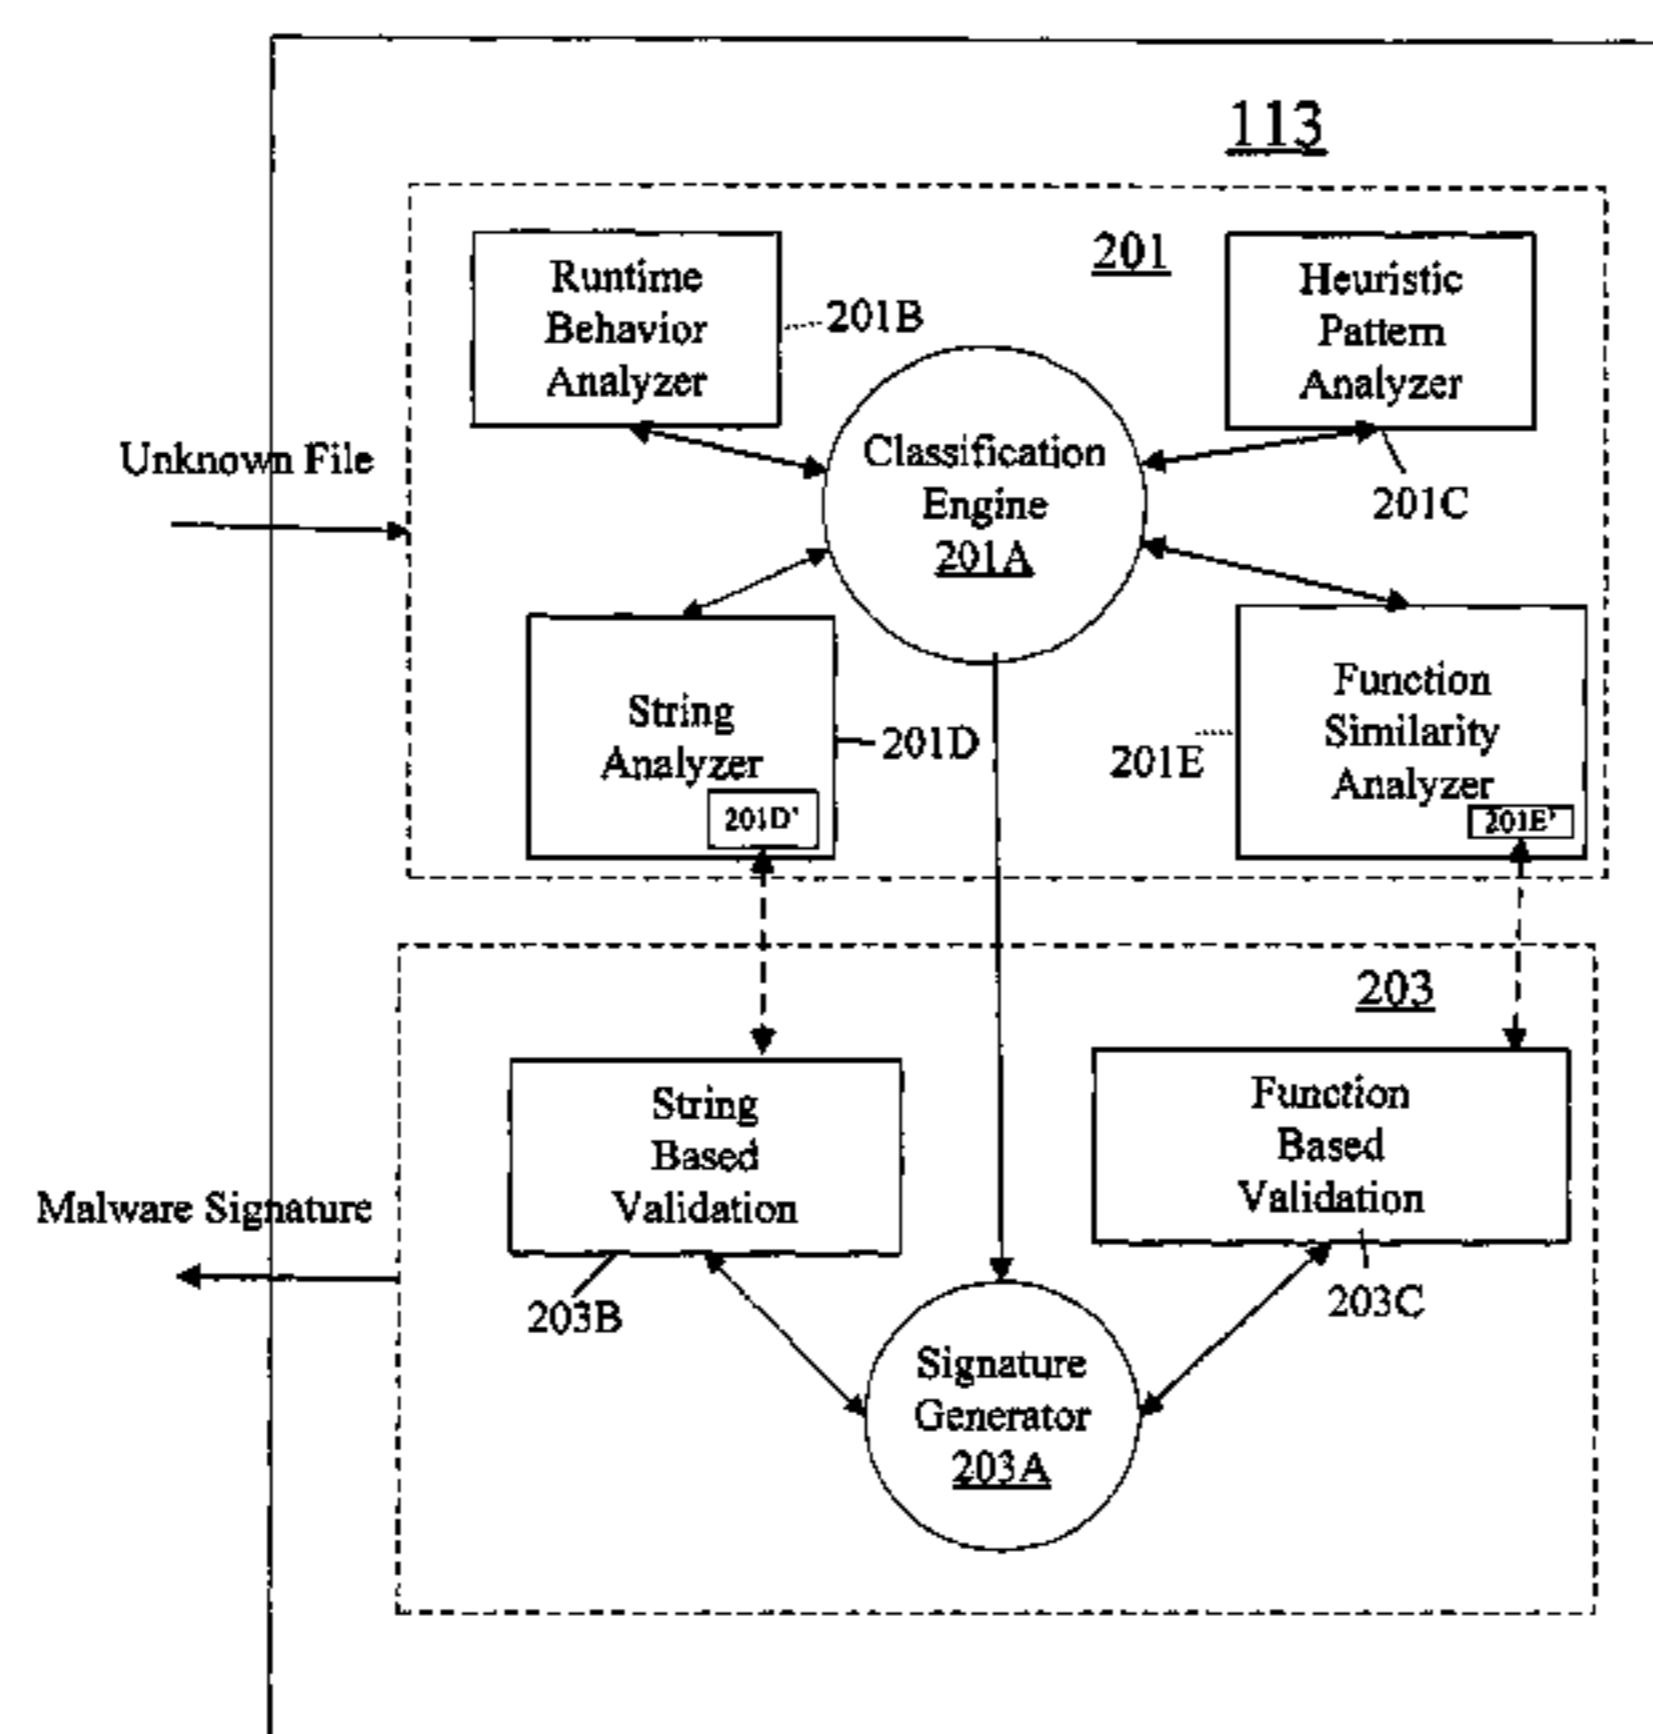 113
201
Runtime
Behavior
Analyzer
201B
Heuristic
Pattern
Analyzer
201C
Unknown File
Classification
Engine
201A
String
Analyzer
201D'
201D
Function
Similarity
Analyzer
201E'
201E
203
String
Based
Validation
203B
Function
Based
Validation
203C
Malware Signature
Signature
Generator
203A